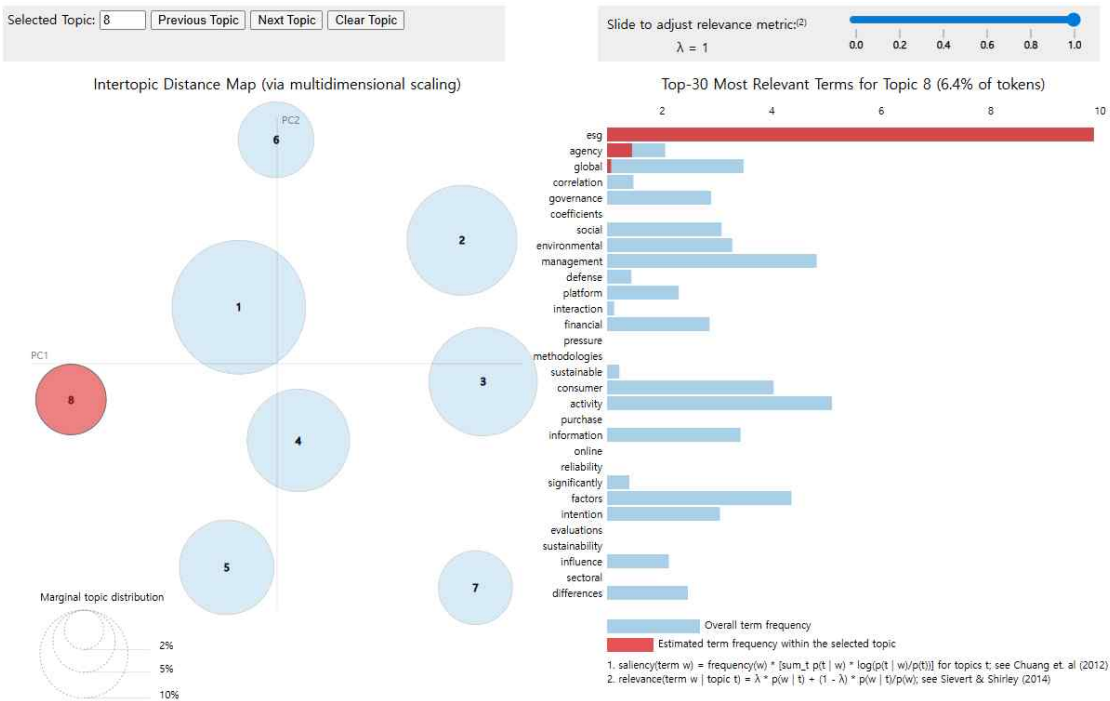 Selected Topic: 8 Previous Topic Next Topic Clear Topic
Slide to adjust relevance metric:(2)
λ = 1
0.0 0.2 0.4 0.6 0.8 1.0
Intertopic Distance Map (via multidimensional scaling)
PC2
PC1
6
2
1
3
8
4
5
7
Marginal topic distribution
2%
5%
10%
Top-30 Most Relevant Terms for Topic 8 (6.4% of tokens)
2 4 6 8 10
esg
agency
global
correlation
governance
coefficients
social
environmental
management
defense
platform
interaction
financial
pressure
methodologies
sustainable
consumer
activity
purchase
information
online
reliability
significantly
factors
intention
evaluations
sustainability
influence
sectoral
differences
Overall term frequency
Estimated term frequency within the selected topic
1. saliency(term w) = frequency(w) * [sum_t p(t | w) * log(p(t | w)/p(t))] for topics t; see Chuang et. al (2012)
2. relevance(term w | topic t) = λ * p(w | t) + (1 - λ) * p(w | t)/p(w); see Sievert & Shirley (2014)